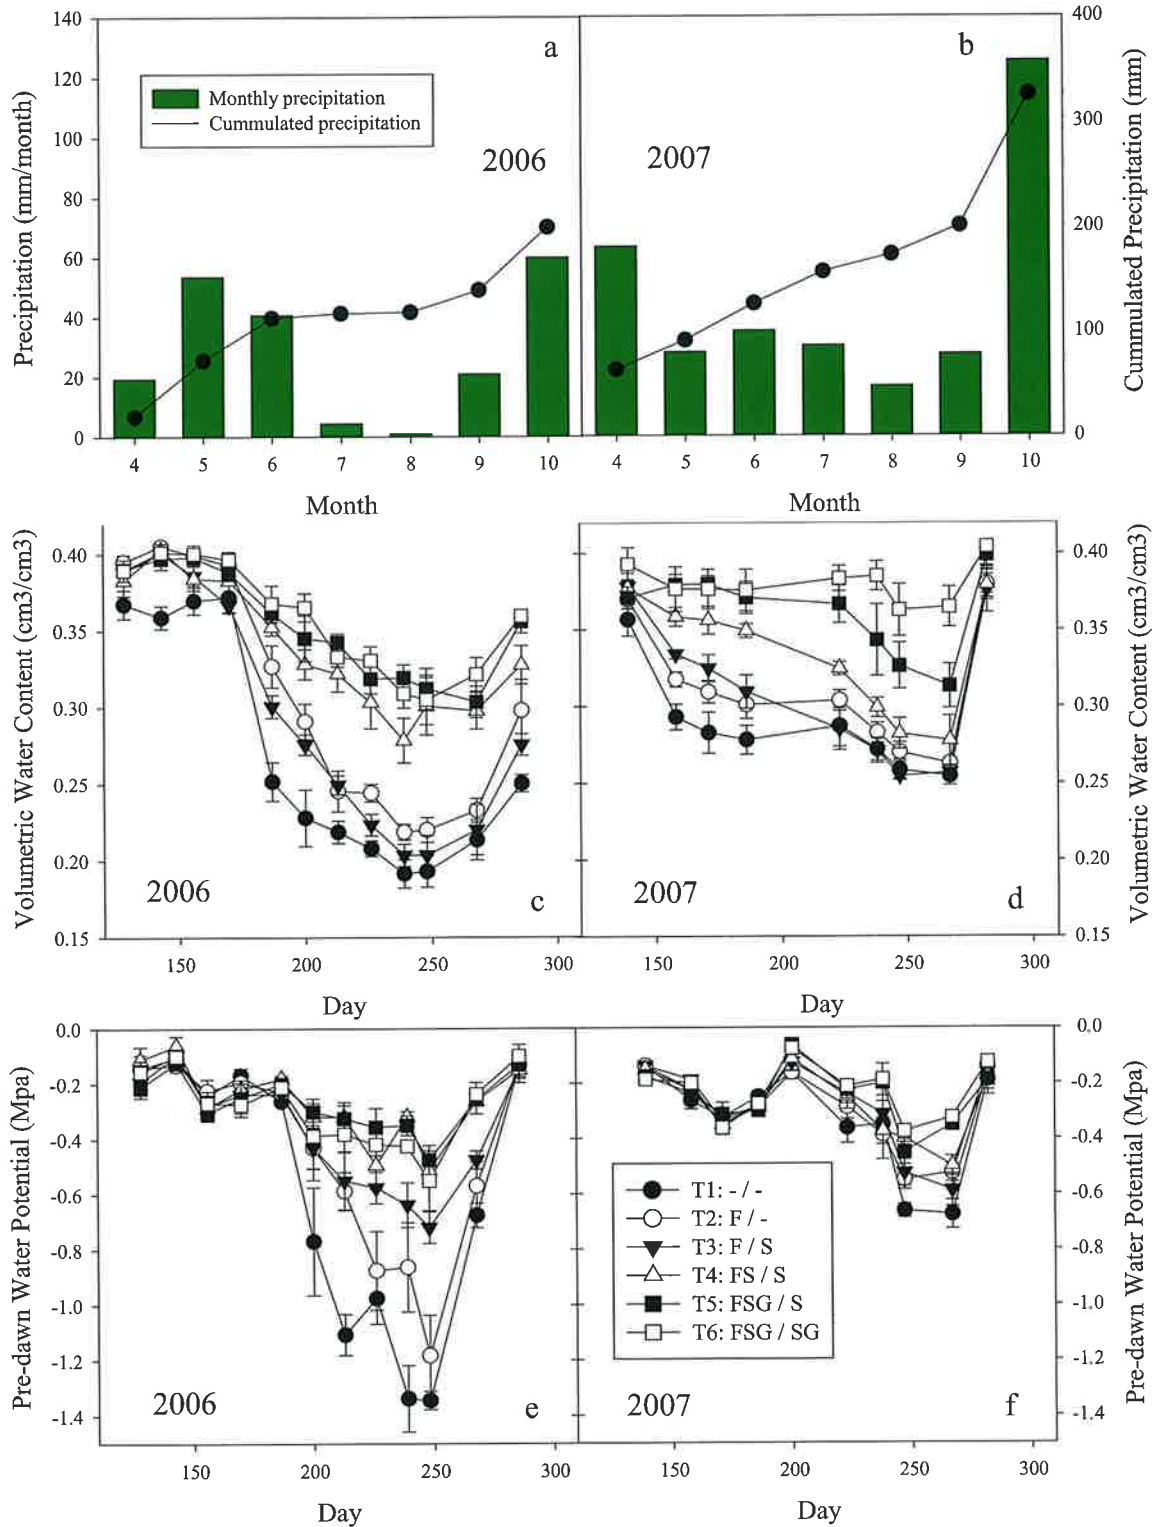 Precipitation (mm/month)
140
120
100
80
60
40
20
0
a
Monthly precipitation
Cummulated precipitation
2006
4 5 6 7 8 9 10
Month
b
2007
4 5 6 7 8 9 10
Month
400
300
200
100
0
Cummulated Precipitation (mm)
Volumetric Water Content (cm3/cm3)
0.40
0.35
0.30
0.25
0.20
0.15
2006
c
150 200 250 300
Day
2007
d
150 200 250 300
Day
0.40
0.35
0.30
0.25
0.20
0.15
Volumetric Water Content (cm3/cm3)
Pre-dawn Water Potential (Mpa)
0.0
-0.2
-0.4
-0.6
-0.8
-1.0
-1.2
-1.4
2006
e
150 200 250 300
Day
T1: - / -
T2: F / -
T3: F / S
T4: FS / S
T5: FSG / S
T6: FSG / SG
2007
f
150 200 250 300
Day
0.0
-0.2
-0.4
-0.6
-0.8
-1.0
-1.2
-1.4
Pre-dawn Water Potential (Mpa)